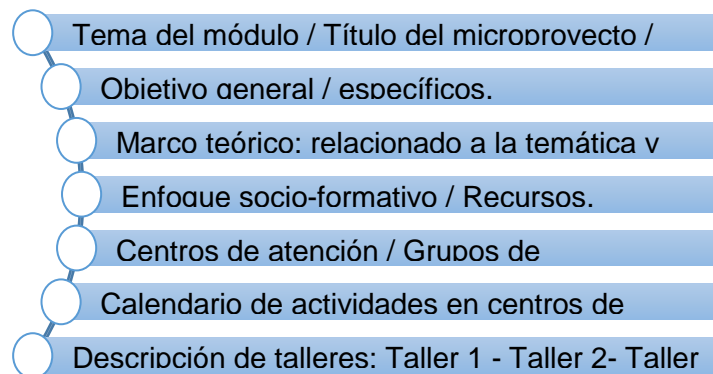 Tema del módulo / Título del microproyecto /
Objetivo general / específicos.
Marco teórico: relacionado a la temática y
Enfoque socio-formativo / Recursos.
Centros de atención / Grupos de
Calendario de actividades en centros de
Descripción de talleres: Taller 1 - Taller 2- Taller